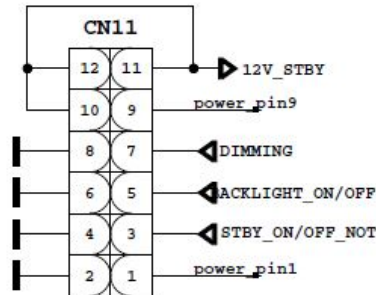 CN11
12 11 12V_STBY
10 9 power_pin9
8 7 DIMMING
6 5 ACKLIGHT_ON/OFF
4 3 STBY_ON/OFF_NOT
2 1 power_pin1